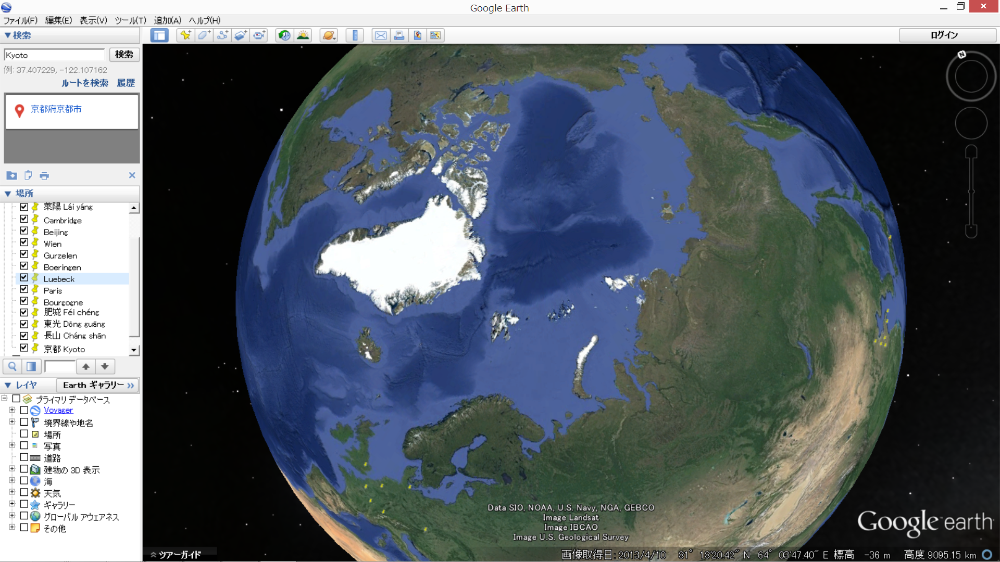 Google Earth
ファイル(F) 編集(E) 表示(V) ツール(T) 追加(A) ヘルプ(H)
検索
ログイン
Kyoto 検索
例: 37.407229, -122.107162
ルートを検索 履歴
京都府京都市
N
場所
萊陽 Lái yáng
Cambridge
Beijing
Wien
Gurzelen
Boeringen
Luebeck
Paris
Bourgogne
肥城 Féi chéng
東光 Dōng guāng
長山 Cháng shān
京都 Kyoto
レイヤ Earth ギャラリー >>
プライマリ データベース
Voyager
境界線や地名
場所
写真
道路
建物の 3D 表示
海
天気
ギャラリー
グローバル アウェアネス
その他
Data SIO, NOAA, U.S. Navy, NGA, GEBCO
Image Landsat
Image IBCAO
Image U.S. Geological Survey
Google earth
ツアーガイド
画像取得日: 2013/4/10 81° 18'20.42" N 64° 03'47.40" E 標高 -36 m 高度 9095.15 km